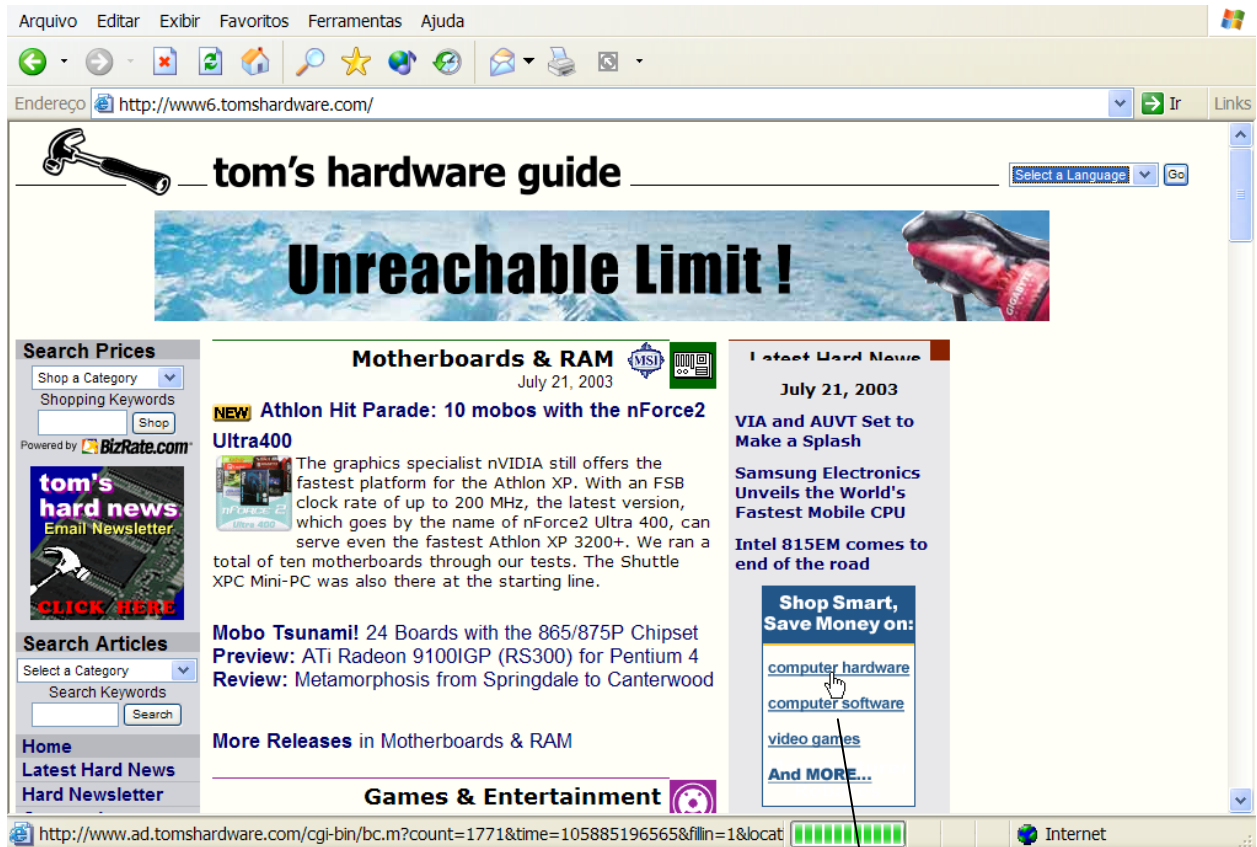 Arquivo Editar Exibir Favoritos Ferramentas Ajuda
Endereço http://www6.tomshardware.com/ Ir Links
tom's hardware guide
Select a Language Go
Unreachable Limit !
GIGABYTE
Search Prices
Shop a Category
Shopping Keywords
Shop
Powered by BizRate.com
tom's
hard news
Email Newsletter
CLICK HERE
Search Articles
Select a Category
Search Keywords
Search
Home
Latest Hard News
Hard Newsletter
Motherboards & RAM
MSI
July 21, 2003
NEW Athlon Hit Parade: 10 mobos with the nForce2
Ultra400
nFORCE 2
Ultra 400
The graphics specialist nVIDIA still offers the
fastest platform for the Athlon XP. With an FSB
clock rate of up to 200 MHz, the latest version,
which goes by the name of nForce2 Ultra 400, can
serve even the fastest Athlon XP 3200+. We ran a
total of ten motherboards through our tests. The Shuttle
XPC Mini-PC was also there at the starting line.
Mobo Tsunami! 24 Boards with the 865/875P Chipset
Preview: ATi Radeon 9100IGP (RS300) for Pentium 4
Review: Metamorphosis from Springdale to Canterwood
More Releases in Motherboards & RAM
Games & Entertainment
Latest Hard News
July 21, 2003
VIA and AUVT Set to
Make a Splash
Samsung Electronics
Unveils the World's
Fastest Mobile CPU
Intel 815EM comes to
end of the road
Shop Smart,
Save Money on:
computer hardware
computer software
video games
And MORE...
http://www.ad.tomshardware.com/cgi-bin/bc.m?count=1771&time=105885196565&fillin=1&locat
Internet